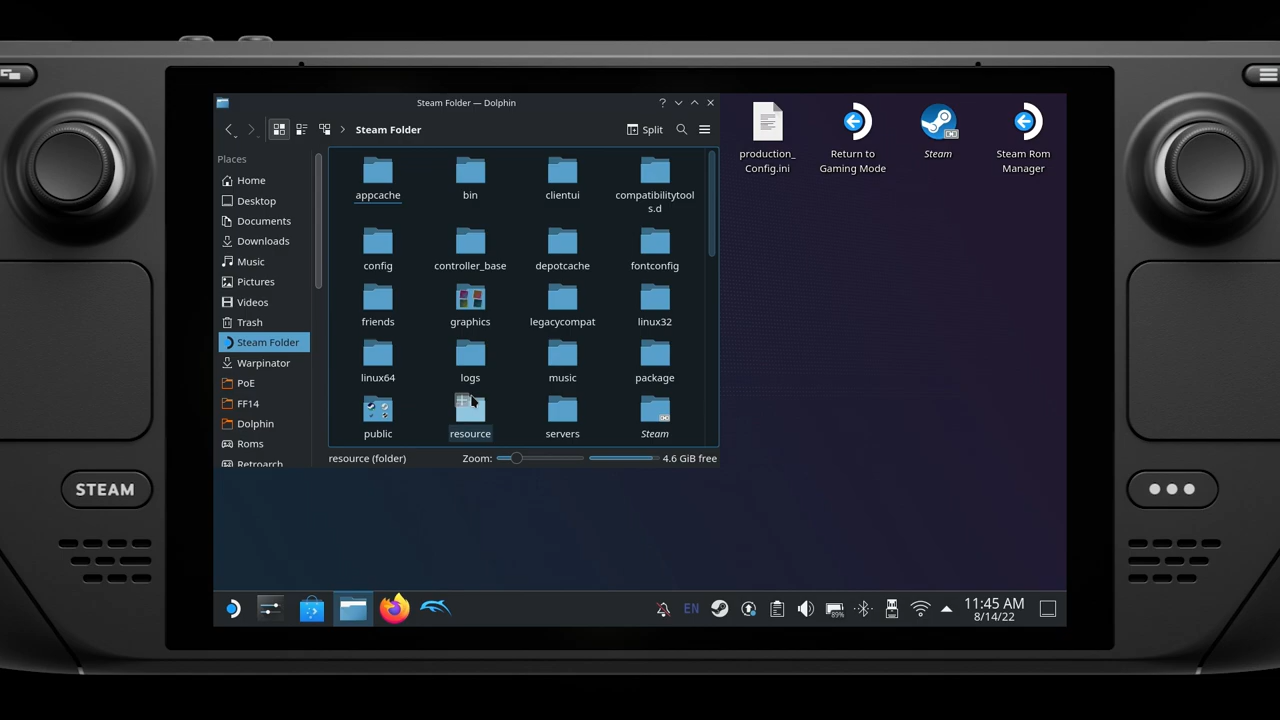 Steam Folder — Dolphin
?
Steam Folder
Split
Places
Home
Desktop
Documents
Downloads
Music
Pictures
Videos
Trash
Steam Folder
Warpinator
PoE
FF14
Dolphin
Roms
Retroarch
appcache
bin
clientui
compatibilitytool
s.d
config
controller_base
depotcache
fontconfig
friends
graphics
legacycompat
linux32
linux64
logs
music
package
public
resource
servers
Steam
resource (folder)
Zoom:
4.6 GiB free
production_
Config.ini
Return to
Gaming Mode
Steam
Steam Rom
Manager
STEAM
EN
89%
11:45 AM
8/14/22